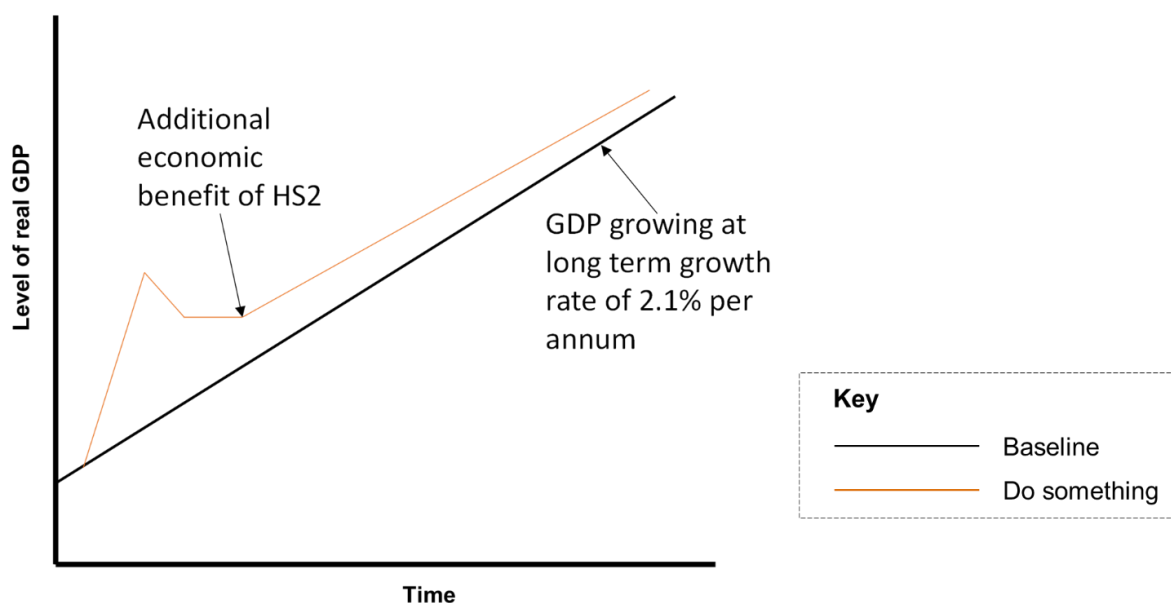 Level of real GDP
Additional
economic
benefit of HS2
GDP growing at
long term growth
rate of 2.1% per
annum
Time
Key
Baseline
Do something